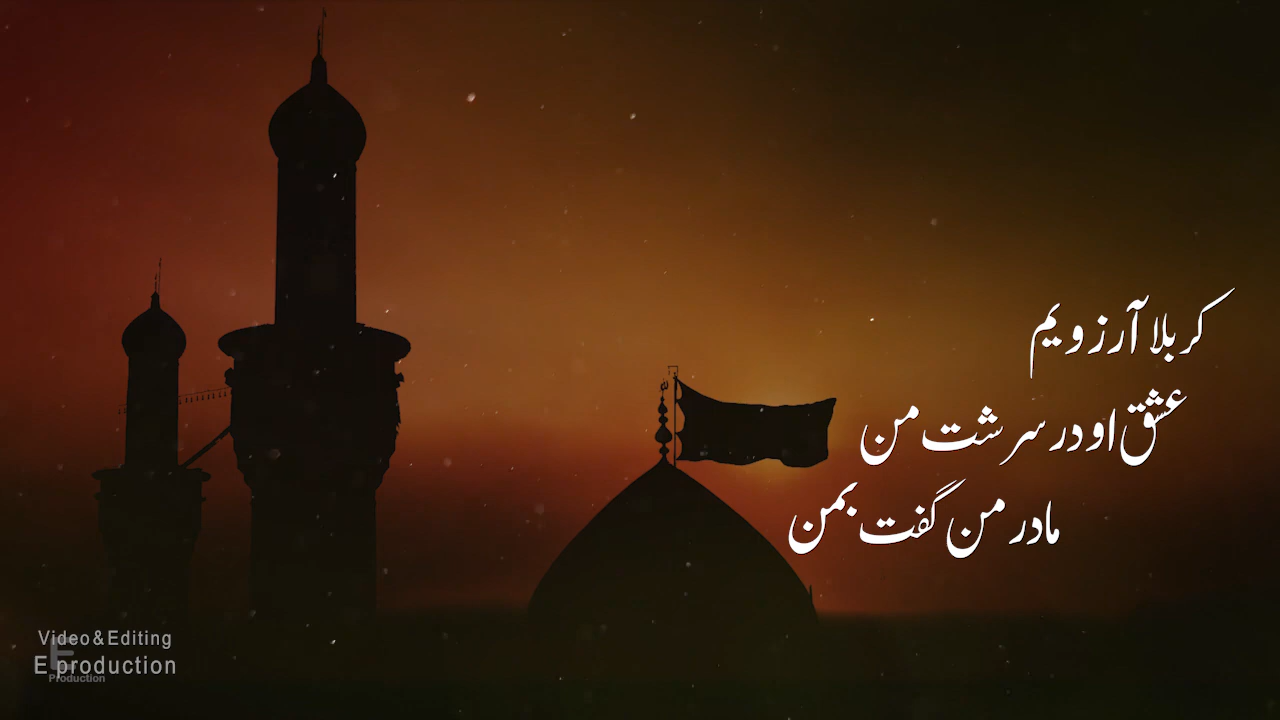 کربلا آرزویم
عشق او در سرشت من
مادر من گفت بمن
Video&Editing
E production
E
Production